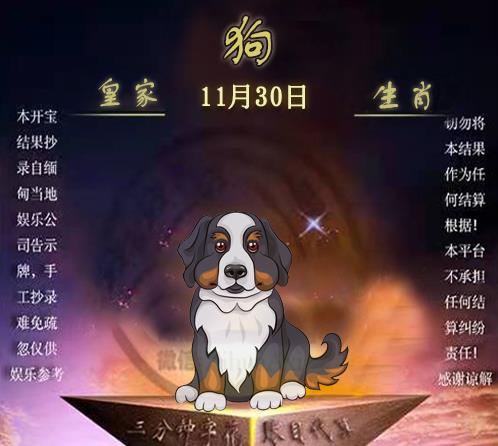 狗
皇家
11月30日
生肖
本开宝
结果抄
录自缅
甸当地
娱乐公
司告示
牌，手
工抄录
难免疏
忽仅供
娱乐参考
切勿将
本结果
作为任
何结算
根据！
本平台
不承担
任何结
算纠纷
责任！
感谢谅解
三分钟